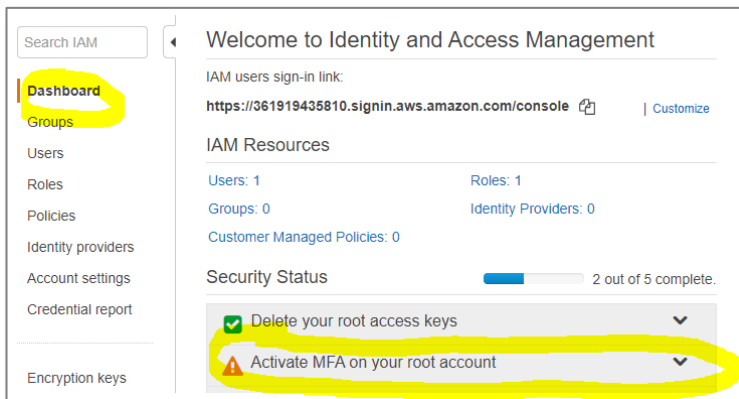 Search IAM
Dashboard
Groups
Users
Roles
Policies
Identity providers
Account settings
Credential report
Encryption keys
Welcome to Identity and Access Management
IAM users sign-in link:
https://361919435810.signin.aws.amazon.com/console | Customize
IAM Resources
Users: 1 Roles: 1
Groups: 0 Identity Providers: 0
Customer Managed Policies: 0
Security Status 2 out of 5 complete.
Delete your root access keys
Activate MFA on your root account